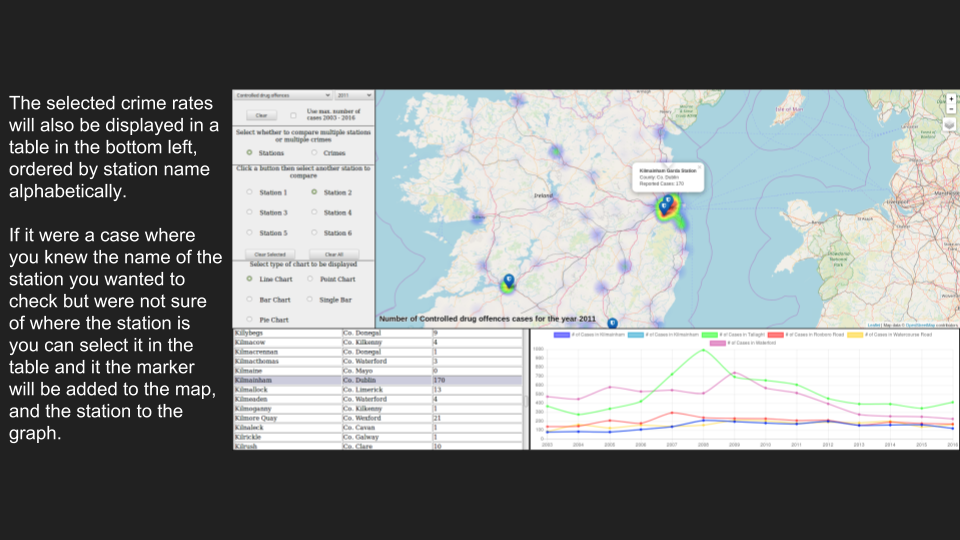 The selected crime rates
will also be displayed in a
table in the bottom left,
ordered by station name
alphabetically.
If it were a case where
you knew the name of the
station you wanted to
check but were not sure
of where the station is
you can select it in the
table and it the marker
will be added to the map,
and the station to the
graph.
Controlled drug offences 2011
Clear Use max. number of
cases 2003 - 2016
Select whether to compare multiple stations
or multiple crimes
Stations Crimes
Click a button then select another station to
compare
Station 1 Station 2
Station 3 Station 4
Station 5 Station 6
Clear Selected Clear All
Select type of chart to be displayed
Line Chart Point Chart
Bar Chart Single Bar
Pie Chart
+
−
Isle of Man
Kilmainham Garda Station
County: Co. Dublin
Reported Cases: 170
Ireland
Liverpool
Number of Controlled drug offences cases for the year 2011
Leaflet | Map data © OpenStreetMap
Killybegs Co. Donegal 9
Kilmacow Co. Kilkenny 4
Kilmacrennan Co. Donegal 1
Kilmacthomas Co. Waterford 3
Kilmaine Co. Mayo 0
Kilmainham Co. Dublin 170
Kilmallock Co. Limerick 13
Kilmeaden Co. Waterford 4
Kilmoganny Co. Kilkenny 1
Kilmore Quay Co. Wexford 21
Kilnaleck Co. Cavan 1
Kilrickle Co. Galway 1
Kilrush Co. Clare 10
# of Cases in Kilmainham # of Cases in Kilmainham # of Cases in Tallaght # of Cases in Roxboro Road # of Cases in Watercourse Road
# of Cases in Waterford
1000
900
800
700
600
500
400
300
200
100
0
2003 2004 2005 2006 2007 2008 2009 2010 2011 2012 2013 2014 2015 2016